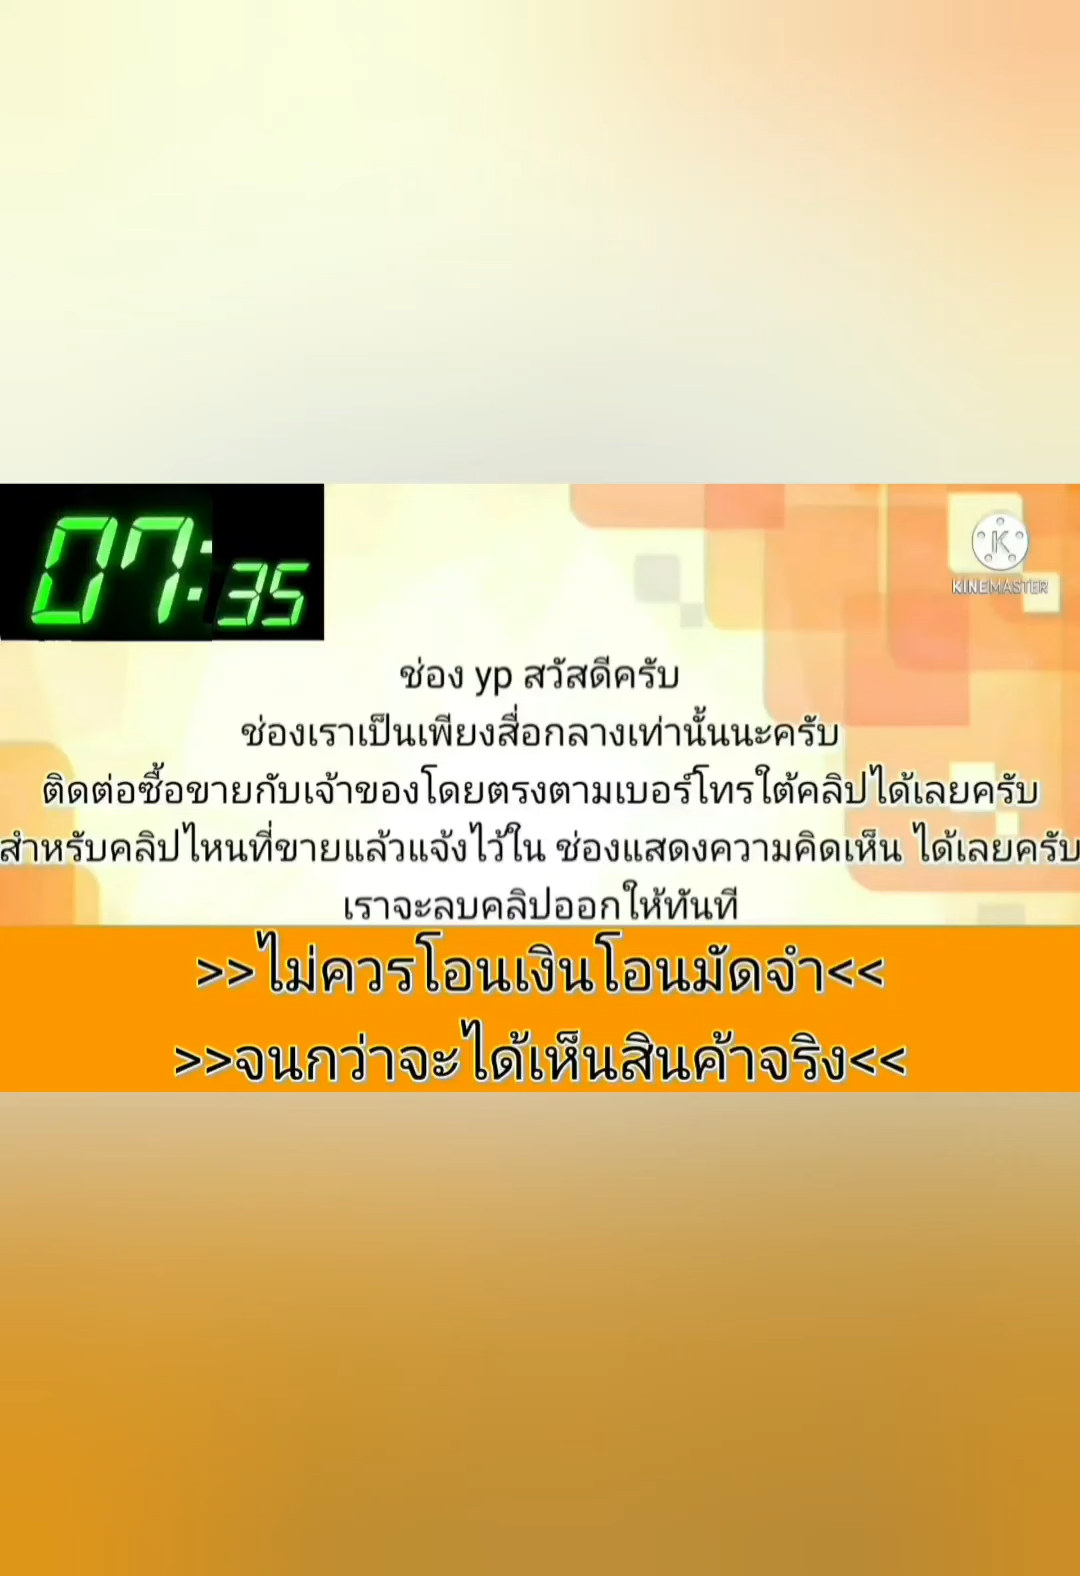 07:35
KINEMASTER
ช่อง yp สวัสดีครับ
ช่องเราเป็นเพียงสื่อกลางเท่านั้นนะครับ
ติดต่อซื้อขายกับเจ้าของโดยตรงตามเบอร์โทรใต้คลิปได้เลยครับ
สำหรับคลิปไหนที่ขายแล้วแจ้งไว้ใน ช่องแสดงความคิดเห็น ได้เลยครับ
เราจะลบคลิปออกให้ทันที
>>ไม่ควรโอนเงินโอนมัดจำ<<
>>จนกว่าจะได้เห็นสินค้าจริง<<